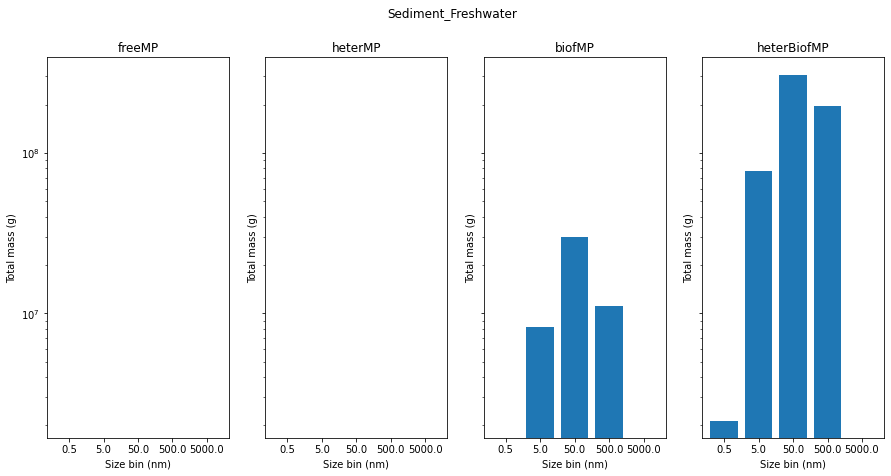 Sediment_Freshwater
freeMP
heterMP
biofMP
heterBiofMP
Total mass (g)
10⁸
10⁷
0.5 5.0 50.0 500.0 5000.0
Size bin (nm)
Total mass (g)
0.5 5.0 50.0 500.0 5000.0
Size bin (nm)
Total mass (g)
0.5 5.0 50.0 500.0 5000.0
Size bin (nm)
Total mass (g)
0.5 5.0 50.0 500.0 5000.0
Size bin (nm)